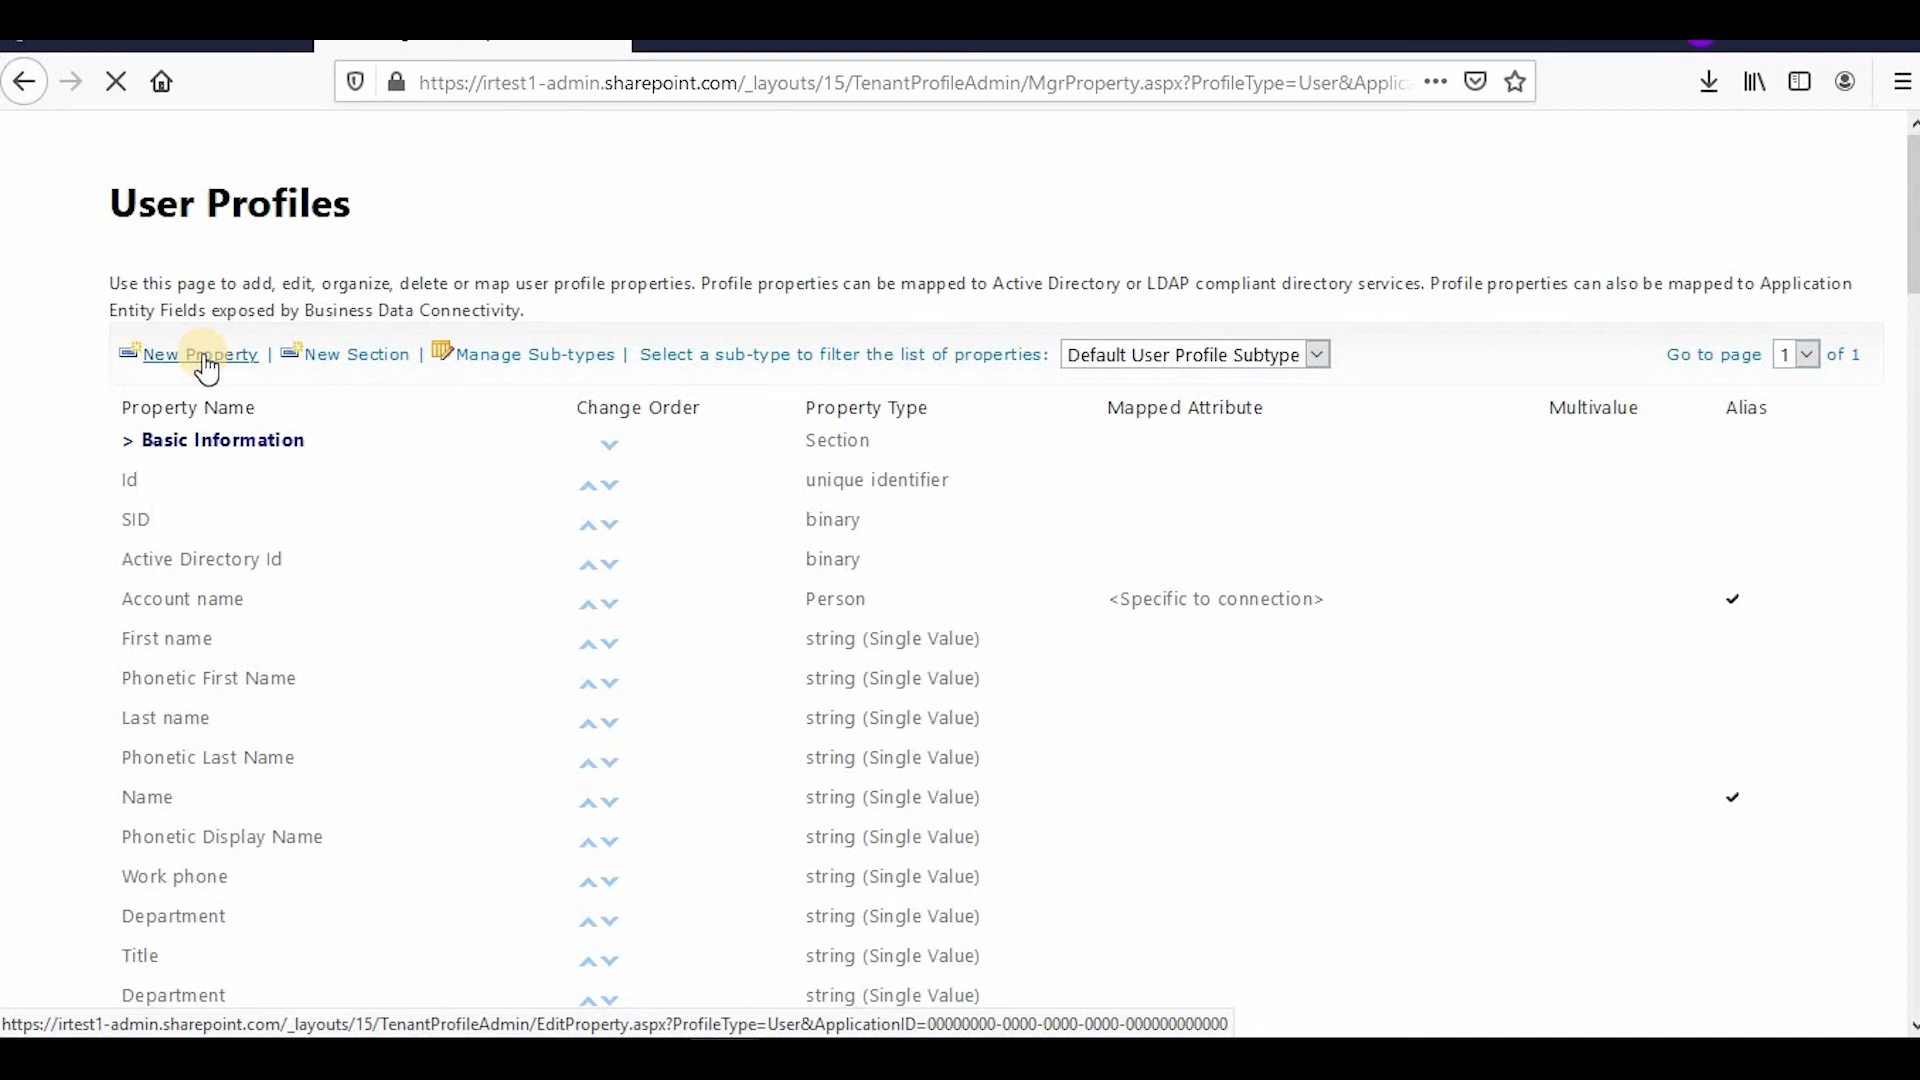 https://irtest1-admin.sharepoint.com/_layouts/15/TenantProfileAdmin/MgrProperty.aspx?ProfileType=User&Applic
User Profiles
Use this page to add, edit, organize, delete or map user profile properties. Profile properties can be mapped to Active Directory or LDAP compliant directory services. Profile properties can also be mapped to Application
Entity Fields exposed by Business Data Connectivity.
New Property | New Section | Manage Sub-types | Select a sub-type to filter the list of properties: Default User Profile Subtype Go to page 1 of 1
Property Name Change Order Property Type Mapped Attribute Multivalue Alias
> Basic Information Section
Id unique identifier
SID binary
Active Directory Id binary
Account name Person <Specific to connection>
First name string (Single Value)
Phonetic First Name string (Single Value)
Last name string (Single Value)
Phonetic Last Name string (Single Value)
Name string (Single Value)
Phonetic Display Name string (Single Value)
Work phone string (Single Value)
Department string (Single Value)
Title string (Single Value)
Department string (Single Value)
https://irtest1-admin.sharepoint.com/_layouts/15/TenantProfileAdmin/EditProperty.aspx?ProfileType=User&ApplicationID=00000000-0000-0000-0000-000000000000